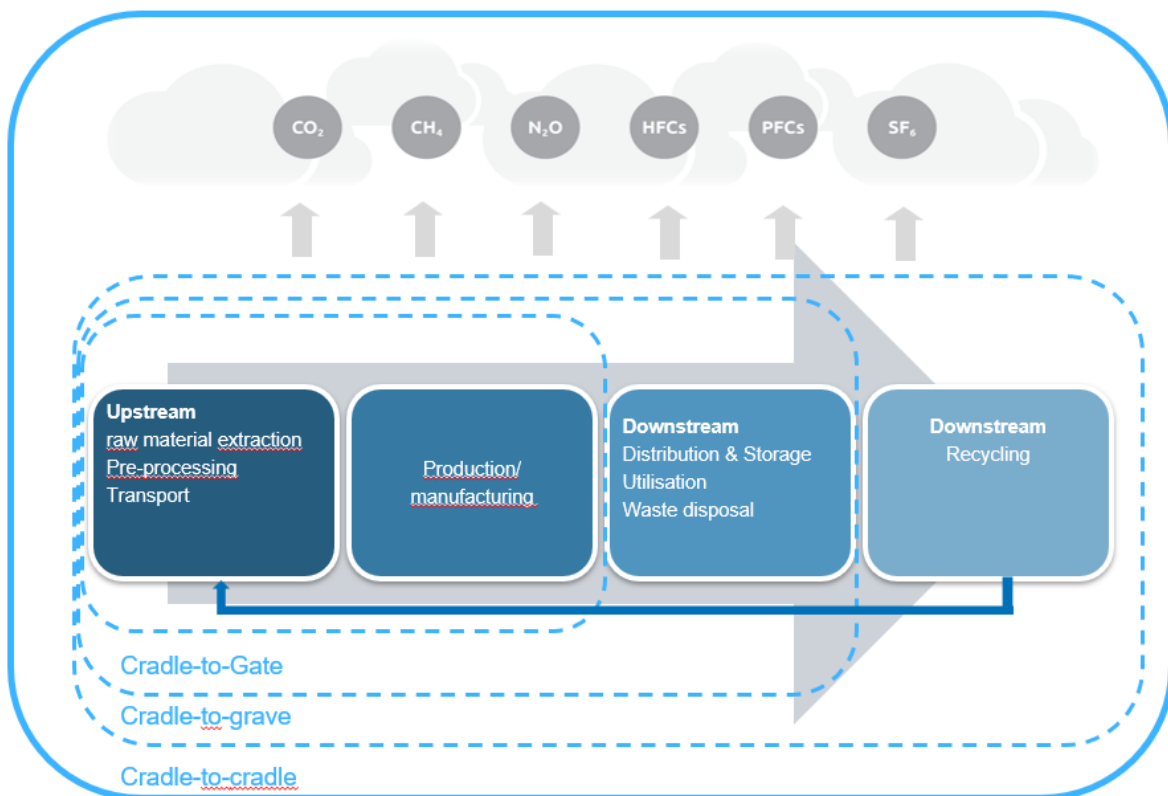 CO₂
CH₄
N₂O
HFCs
PFCs
SF₆
Upstream
raw material extraction
Pre-processing
Transport
Production/
manufacturing
Downstream
Distribution & Storage
Utilisation
Waste disposal
Downstream
Recycling
Cradle-to-Gate
Cradle-to-grave
Cradle-to-cradle